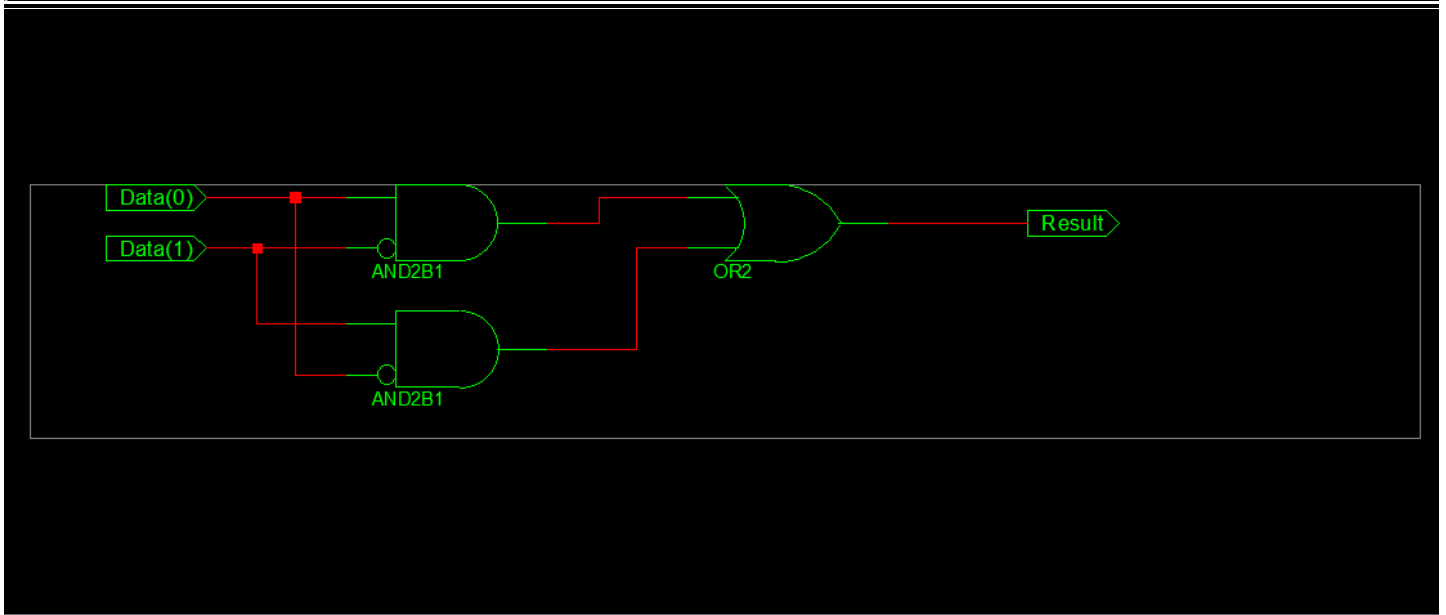 Data(0)
Data(1)
Result
AND2B1
OR2
AND2B1